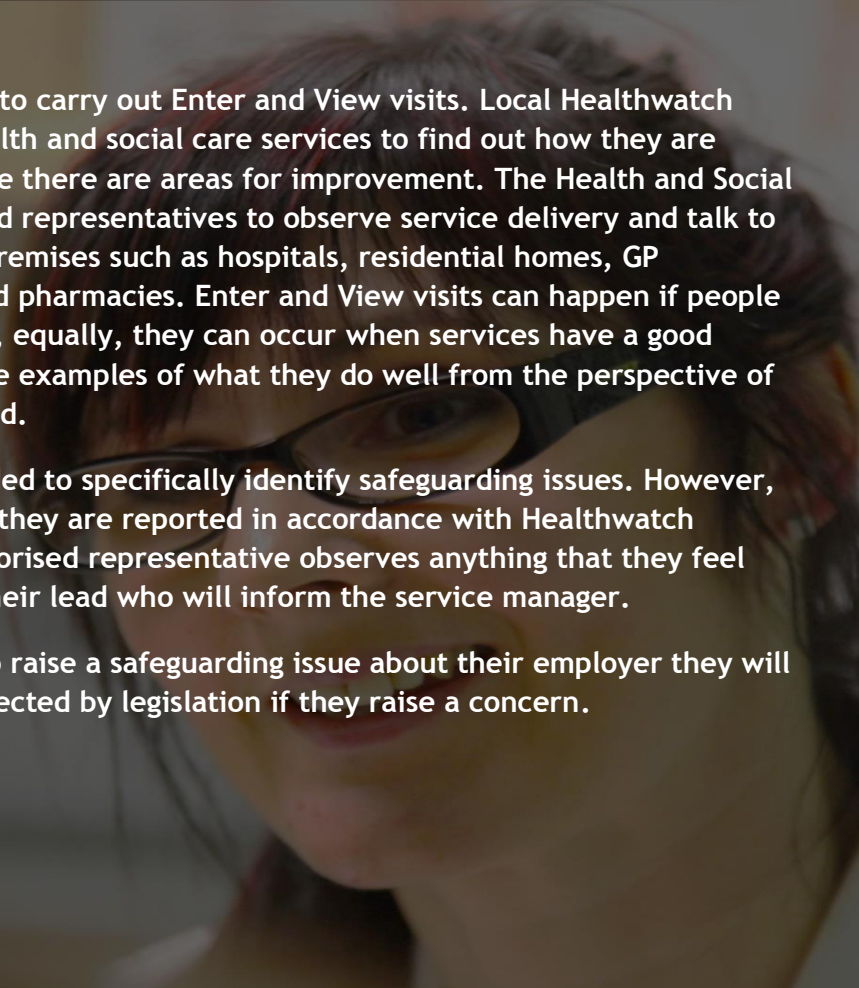 to carry out Enter and View visits. Local Healthwatch
lth and social care services to find out how they are
e there are areas for improvement. The Health and Social
d representatives to observe service delivery and talk to
remises such as hospitals, residential homes, GP
d pharmacies. Enter and View visits can happen if people
, equally, they can occur when services have a good
e examples of what they do well from the perspective of
d.
ed to specifically identify safeguarding issues. However,
they are reported in accordance with Healthwatch
orised representative observes anything that they feel
heir lead who will inform the service manager.
o raise a safeguarding issue about their employer they will
ected by legislation if they raise a concern.